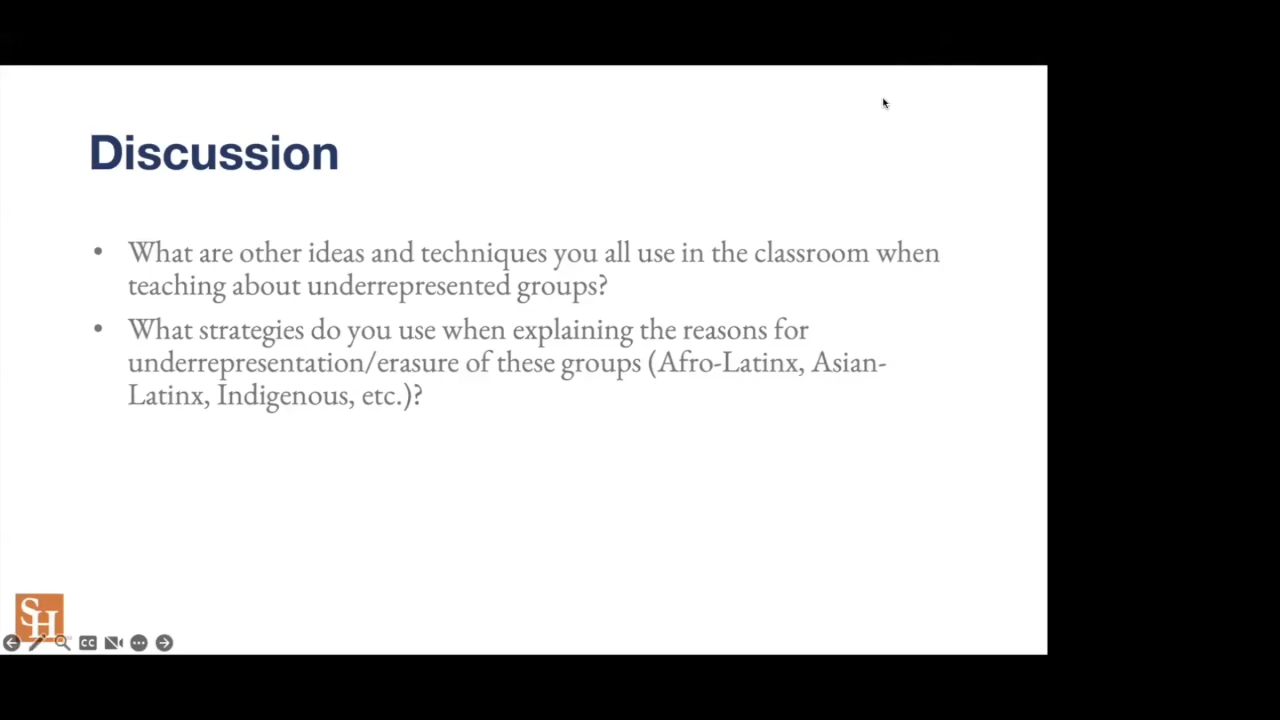 Discussion
• What are other ideas and techniques you all use in the classroom when
teaching about underrepresented groups?
• What strategies do you use when explaining the reasons for
underrepresentation/erasure of these groups (Afro-Latinx, Asian-
Latinx, Indigenous, etc.)?
SH
CC